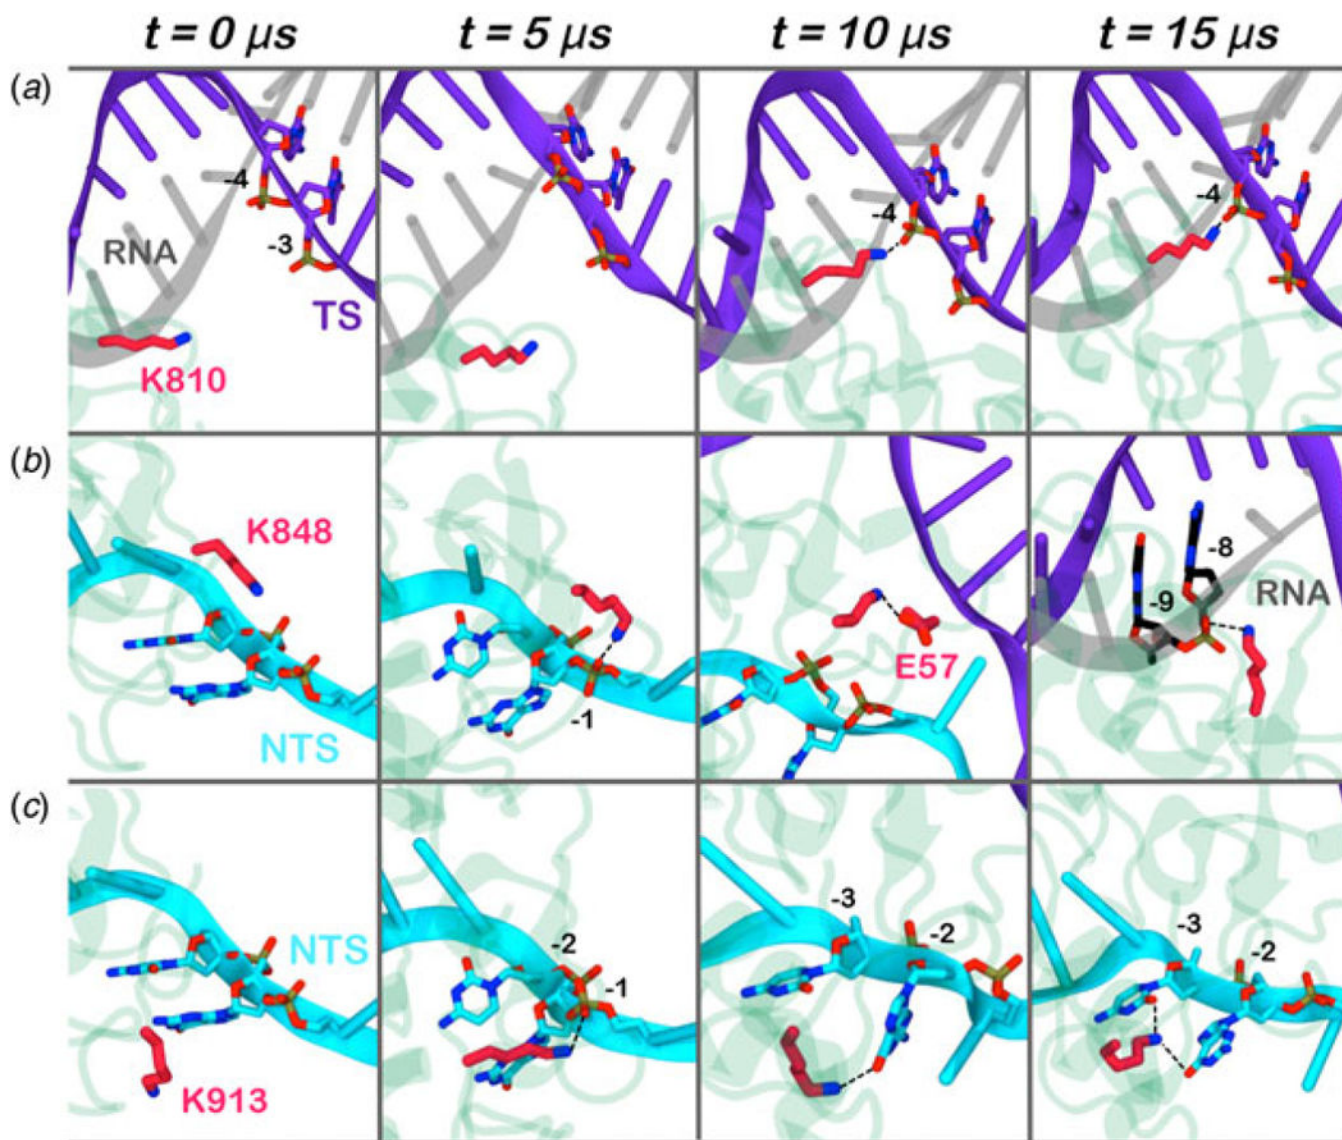 t = 0 μs t = 5 μs t = 10 μs t = 15 μs
(a)
-4 -4 -4
-3
RNA
TS
K810
(b)
K848
-8
-9 RNA
E57
-1
NTS
(c)
-3
-3
NTS -2 -2 -2
-1
K913